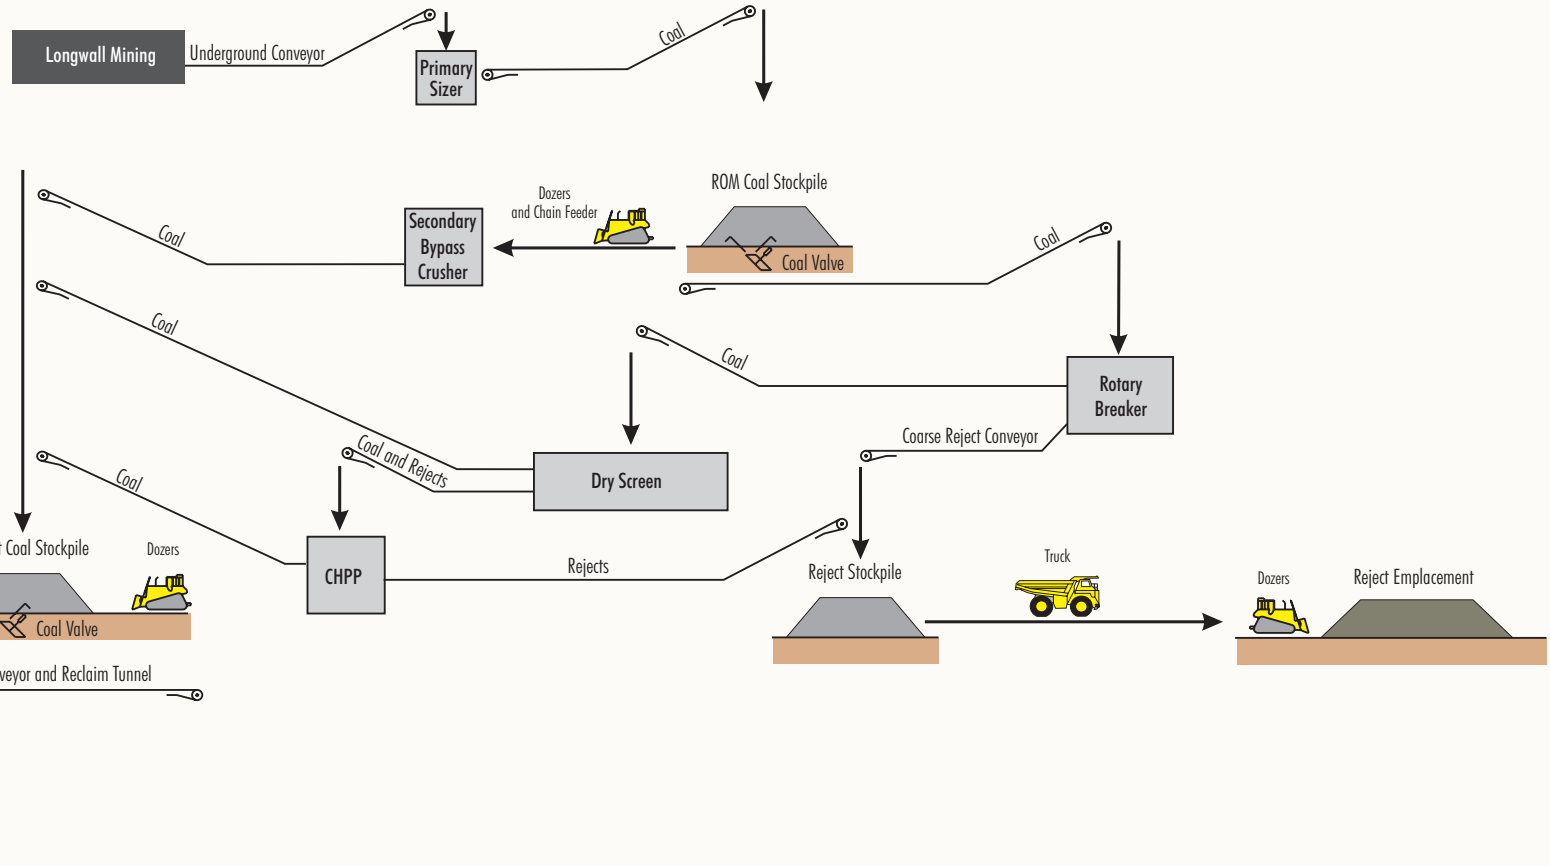 Longwall Mining
Underground Conveyor
Primary
Sizer
Coal
ROM Coal Stockpile
Dozers
and Chain Feeder
Secondary
Bypass
Crusher
Coal
Coal Valve
Coal
Coal
Coal
Rotary
Breaker
Coarse Reject Conveyor
Coal and Rejects
Dry Screen
Coal
t Coal Stockpile
Dozers
CHPP
Rejects
Reject Stockpile
Truck
Dozers
Reject Emplacement
Coal Valve
veyor and Reclaim Tunnel